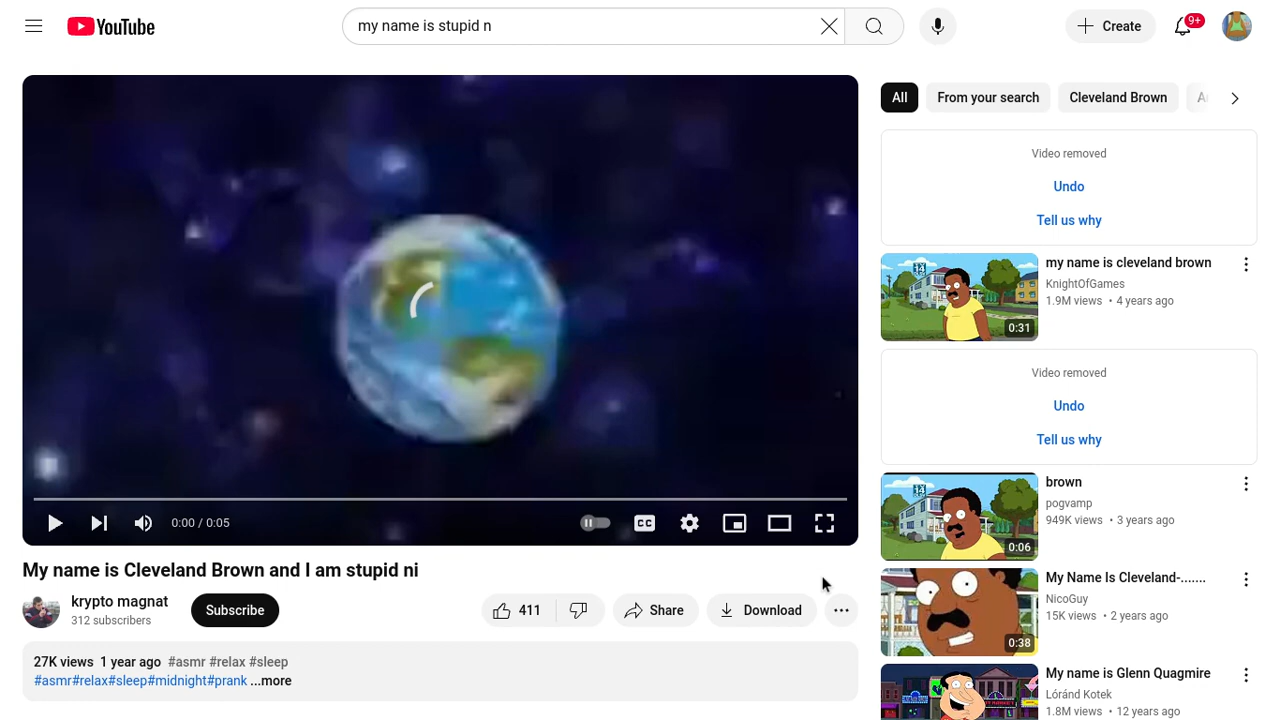 YouTube
my name is stupid n
Create
9+
All
From your search
Cleveland Brown
Video removed
Undo
Tell us why
my name is cleveland brown
KnightOfGames
1.9M views • 4 years ago
0:31
Video removed
Undo
Tell us why
brown
pogvamp
949K views • 3 years ago
0:06
My Name Is Cleveland-.......
NicoGuy
15K views • 2 years ago
0:38
My name is Glenn Quagmire
Lóránd Kotek
1.8M views • 12 years ago
0:00 / 0:05
CC
My name is Cleveland Brown and I am stupid ni
krypto magnat
312 subscribers
Subscribe
411
Share
Download
27K views 1 year ago #asmr #relax #sleep
#asmr#relax#sleep#midnight#prank ...more